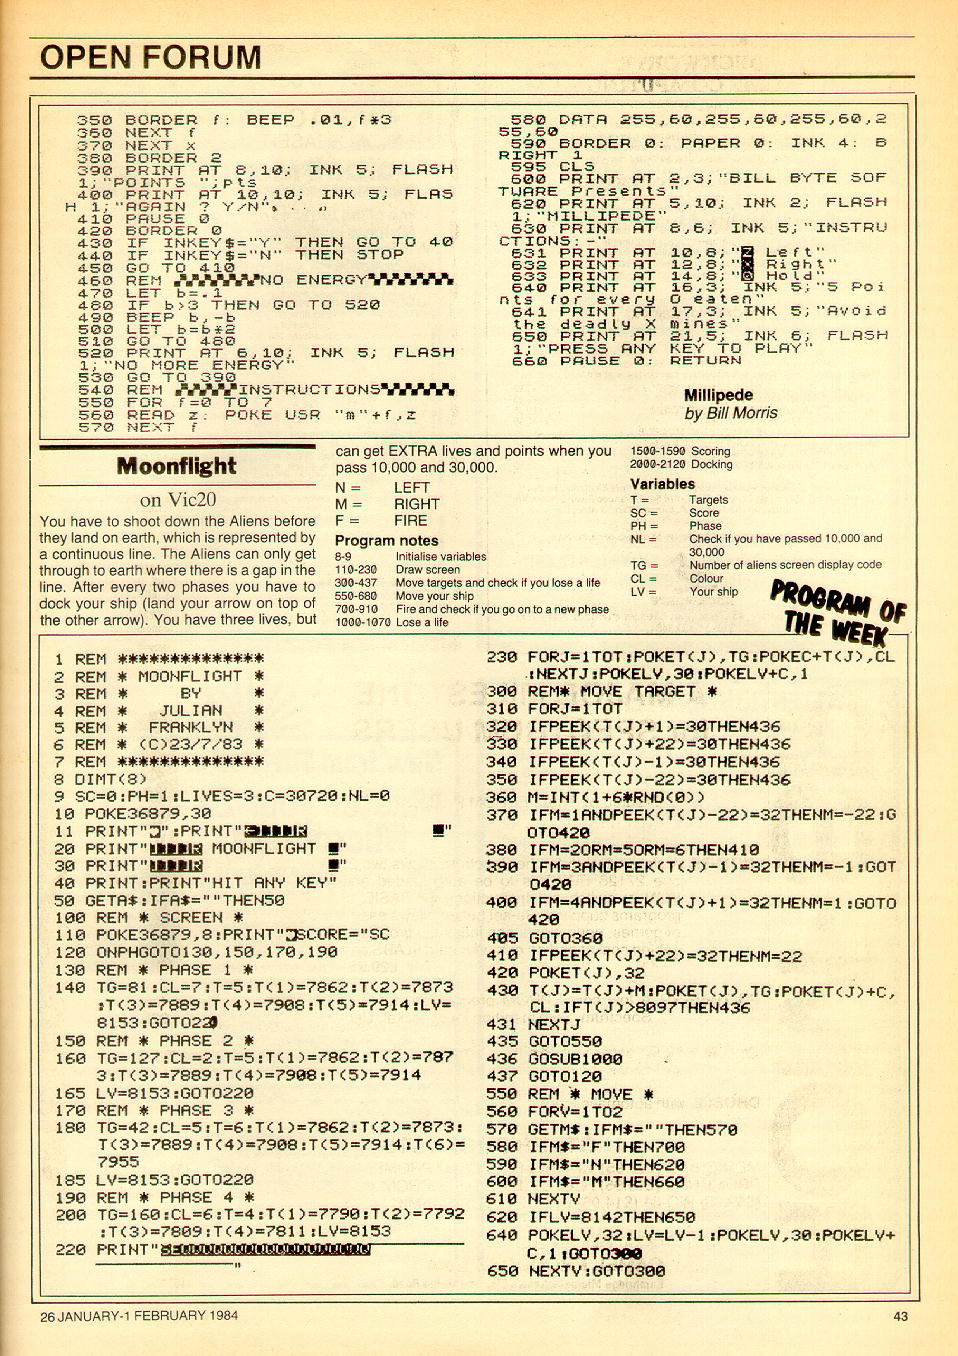 OPEN FORUM
350 BORDER f: BEEP .01,f*3
360 NEXT f
370 NEXT x
380 BORDER 2
390 PRINT AT 8,10; INK 5; FLASH
1;"POINTS ";pts
400 PRINT AT 10,10; INK 5; FLAS
H 1;"AGAIN ? Y/N"
410 PAUSE 0
420 BORDER 0
430 IF INKEY$="Y" THEN GO TO 40
440 IF INKEY$="N" THEN STOP
450 GO TO 410
460 REM NO ENERGY
470 LET b=.1
480 IF b>3 THEN GO TO 520
490 BEEP b,-b
500 LET b=b*2
510 GO TO 480
520 PRINT AT 6,10; INK 5; FLASH
1;"NO MORE ENERGY"
530 GO TO 390
540 REM INSTRUCTIONS
550 FOR f=0 TO 7
560 READ z: POKE USR "m"+f,z
570 NEXT f
580 DATA 255,60,255,60,255,60,2
55,60
590 BORDER 0: PAPER 0: INK 4: B
RIGHT 1
595 CLS
600 PRINT AT 2,3;"BILL BYTE SOF
TWARE Presents"
620 PRINT AT 5,10; INK 2; FLASH
1;"MILLIPEDE"
630 PRINT AT 8,6; INK 5;"INSTRU
CTIONS:-"
631 PRINT AT 10,8;"Z Left"
632 PRINT AT 12,8;"X Right"
633 PRINT AT 14,8;" Hold"
640 PRINT AT 16,3; INK 5;"5 Poi
nts for every O eaten"
641 PRINT AT 17,3; INK 5;"Avoid
the deadly X mines"
650 PRINT AT 21,5; INK 6; FLASH
1;"PRESS ANY KEY TO PLAY"
660 PAUSE 0: RETURN
Millipede
by Bill Morris
Moonflight
on Vic20
You have to shoot down the Aliens before
they land on earth, which is represented by
a continuous line. The Aliens can only get
through to earth where there is a gap in the
line. After every two phases you have to
dock your ship (land your arrow on top of
the other arrow). You have three lives, but
can get EXTRA lives and points when you
pass 10,000 and 30,000.
N = LEFT
M = RIGHT
F = FIRE
Program notes
8-9 Initialise variables
110-230 Draw screen
300-437 Move targets and check if you lose a life
550-680 Move your ship
700-910 Fire and check if you go on to a new phase
1000-1070 Lose a life
1500-1590 Scoring
2000-2120 Docking
Variables
T = Targets
SC = Score
PH = Phase
NL = Check if you have passed 10,000 and
30,000
TG = Number of aliens screen display code
CL = Colour
LV = Your ship
PROGRAM OF
THE WEEK
1 REM **************
2 REM * MOONFLIGHT *
3 REM * BY *
4 REM * JULIAN *
5 REM * FRANKLYN *
6 REM * (C)23/7/83 *
7 REM **************
8 DIMT(8)
9 SC=0:PH=1:LIVES=3:C=30720:NL=0
10 POKE36879,30
11 PRINT"":PRINT" "
20 PRINT" MOONFLIGHT "
30 PRINT" "
40 PRINT:PRINT"HIT ANY KEY"
50 GETA$:IFA$=""THEN50
100 REM * SCREEN *
110 POKE36879,8:PRINT"SCORE="SC
120 ONPHGOTO130,150,170,190
130 REM * PHASE 1 *
140 TG=81:CL=7:T=5:T(1)=7862:T(2)=7873
:T(3)=7889:T(4)=7908:T(5)=7914:LV=
8153:GOTO220
150 REM * PHASE 2 *
160 TG=127:CL=2:T=5:T(1)=7862:T(2)=787
3:T(3)=7889:T(4)=7908:T(5)=7914
165 LV=8153:GOTO220
170 REM * PHASE 3 *
180 TG=42:CL=5:T=6:T(1)=7862:T(2)=7873:
T(3)=7889:T(4)=7908:T(5)=7914:T(6)=
7955
185 LV=8153:GOTO220
190 REM * PHASE 4 *
200 TG=160:CL=6:T=4:T(1)=7790:T(2)=7792
:T(3)=7809:T(4)=7811:LV=8153
220 PRINT"
"
230 FORJ=1TOT:POKET(J),TG:POKEC+T(J),CL
:NEXTJ:POKELV,30:POKELV+C,1
300 REM* MOVE TARGET *
310 FORJ=1TOT
320 IFPEEK(T(J)+1)=30THEN436
330 IFPEEK(T(J)+22)=30THEN436
340 IFPEEK(T(J)-1)=30THEN436
350 IFPEEK(T(J)-22)=30THEN436
360 M=INT(1+6*RND(0))
370 IFM=1ANDPEEK(T(J)-22)=32THENM=-22:G
OTO420
380 IFM=2ORM=5ORM=6THEN410
390 IFM=3ANDPEEK(T(J)-1)=32THENM=-1:GOT
O420
400 IFM=4ANDPEEK(T(J)+1)=32THENM=1:GOTO
420
405 GOTO360
410 IFPEEK(T(J)+22)=32THENM=22
420 POKET(J),32
430 T(J)=T(J)+M:POKET(J),TG:POKET(J)+C,
CL:IFT(J)>8097THEN436
431 NEXTJ
435 GOTO550
436 GOSUB1000
437 GOTO120
550 REM * MOVE *
560 FORV=1TO2
570 GETM$:IFM$=""THEN570
580 IFM$="F"THEN700
590 IFM$="N"THEN620
600 IFM$="M"THEN660
610 NEXTV
620 IFLV=8142THEN650
640 POKELV,32:LV=LV-1:POKELV,30:POKELV+
C,1:GOTO300
650 NEXTV:GOTO300
26 JANUARY-1 FEBRUARY 1984
43